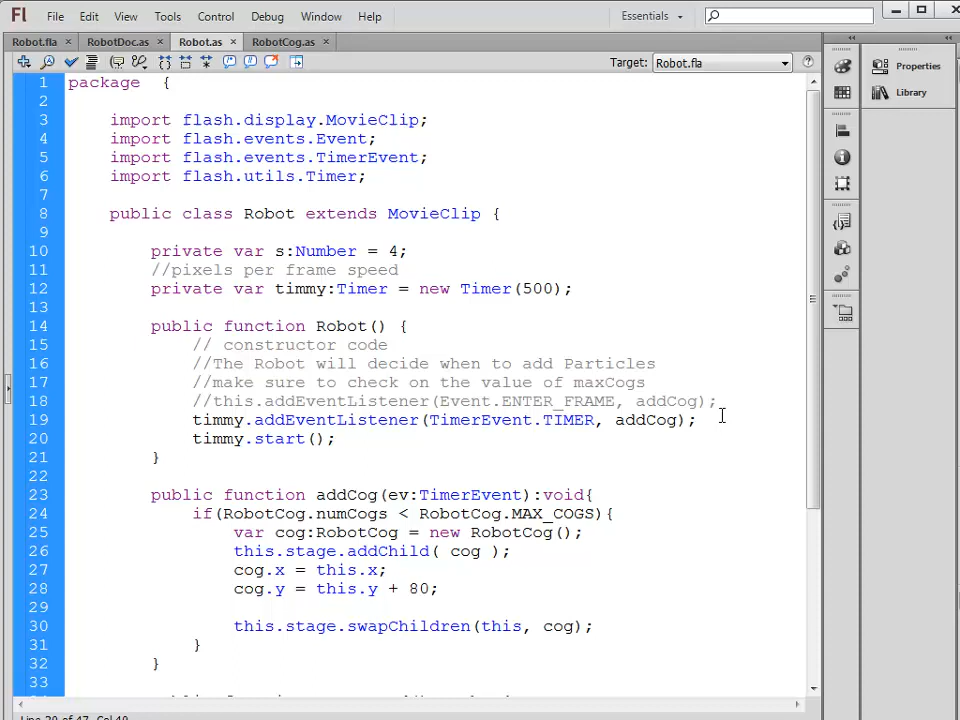 Fl File Edit View Tools Control Debug Window Help Essentials
Robot.fla × RobotDoc.as × Robot.as × RobotCog.as ×
Target: Robot.fla
Properties
Library
1 package {
2
3 import flash.display.MovieClip;
4 import flash.events.Event;
5 import flash.events.TimerEvent;
6 import flash.utils.Timer;
7
8 public class Robot extends MovieClip {
9
10 private var s:Number = 4;
11 //pixels per frame speed
12 private var timmy:Timer = new Timer(500);
13
14 public function Robot() {
15 // constructor code
16 //The Robot will decide when to add Particles
17 //make sure to check on the value of maxCogs
18 //this.addEventListener(Event.ENTER_FRAME, addCog);
19 timmy.addEventListener(TimerEvent.TIMER, addCog);
20 timmy.start();
21 }
22
23 public function addCog(ev:TimerEvent):void{
24 if(RobotCog.numCogs < RobotCog.MAX_COGS){
25 var cog:RobotCog = new RobotCog();
26 this.stage.addChild( cog );
27 cog.x = this.x;
28 cog.y = this.y + 80;
29
30 this.stage.swapChildren(this, cog);
31 }
32 }
33